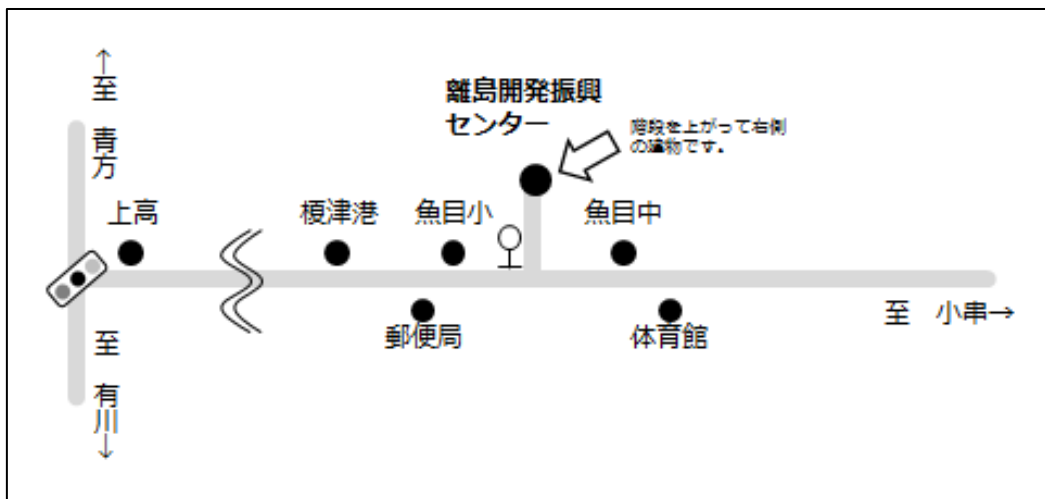 ↑至 青方
離島開発振興
センター
階段を上がって右側
の建物です。
上高
榎津港
魚目小
魚目中
郵便局
体育館
至 小串→
至 有川↓